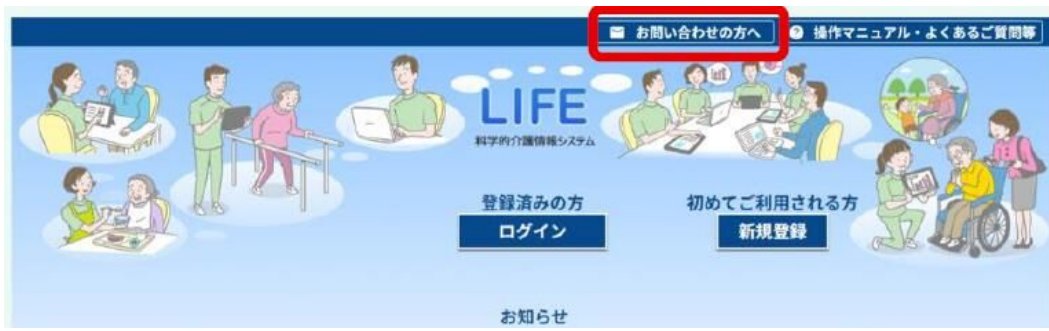 お問い合わせの方へ
操作マニュアル・よくあるご質問等
LIFE
科学的介護情報システム
登録済みの方
初めてご利用される方
ログイン
新規登録
お知らせ